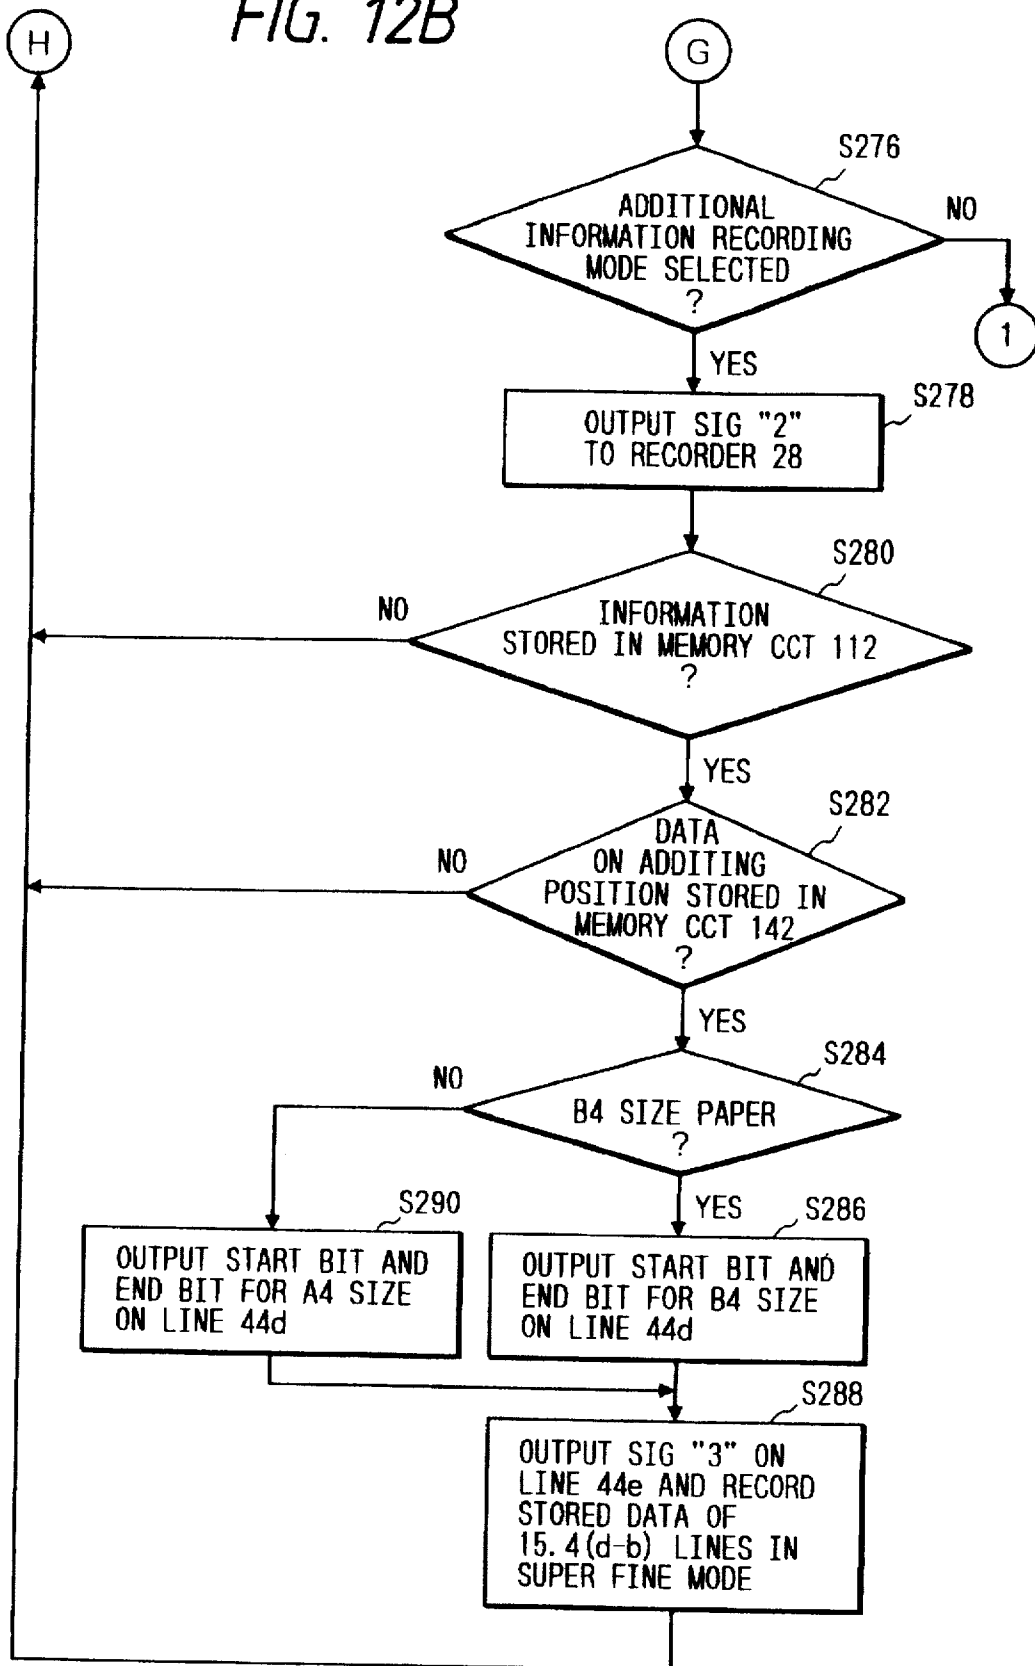 FIG. 12B
H
G
S276
ADDITIONAL
INFORMATION RECORDING
MODE SELECTED
?
NO
1
YES
S278
OUTPUT SIG "2"
TO RECORDER 28
S280
NO
INFORMATION
STORED IN MEMORY CCT 112
?
YES
S282
NO
DATA
ON ADDITING
POSITION STORED IN
MEMORY CCT 142
?
YES
S284
NO
B4 SIZE PAPER
?
YES
S290
OUTPUT START BIT AND
END BIT FOR A4 SIZE
ON LINE 44d
S286
OUTPUT START BIT AND
END BIT FOR B4 SIZE
ON LINE 44d
S288
OUTPUT SIG "3" ON
LINE 44e AND RECORD
STORED DATA OF
15.4(d-b) LINES IN
SUPER FINE MODE